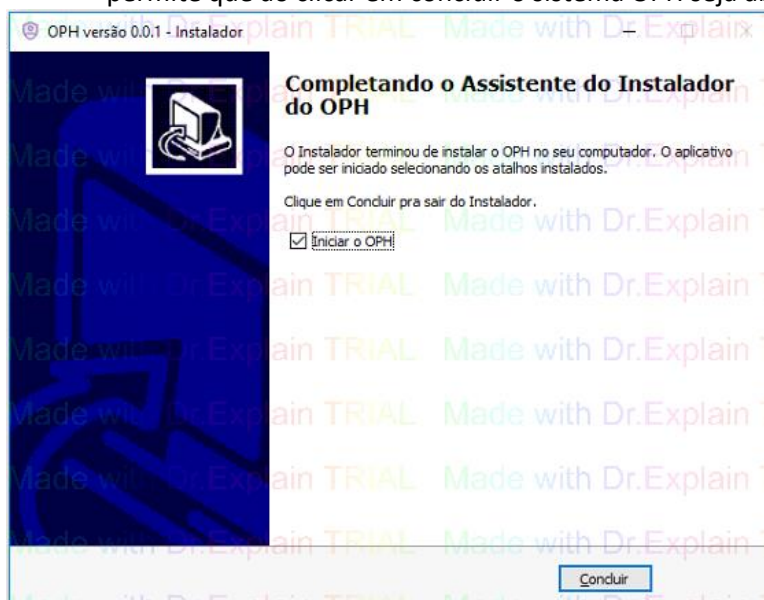 permite que ao clicar em concluir o sistema OPH seja
OPH versão 0.0.1 - Instalador
Completando o Assistente do Instalador
do OPH
O Instalador terminou de instalar o OPH no seu computador. O aplicativo
pode ser iniciado selecionando os atalhos instalados.
Clique em Concluir pra sair do Instalador.
Iniciar o OPH
Concluir
Made with Dr.Explain TRIAL